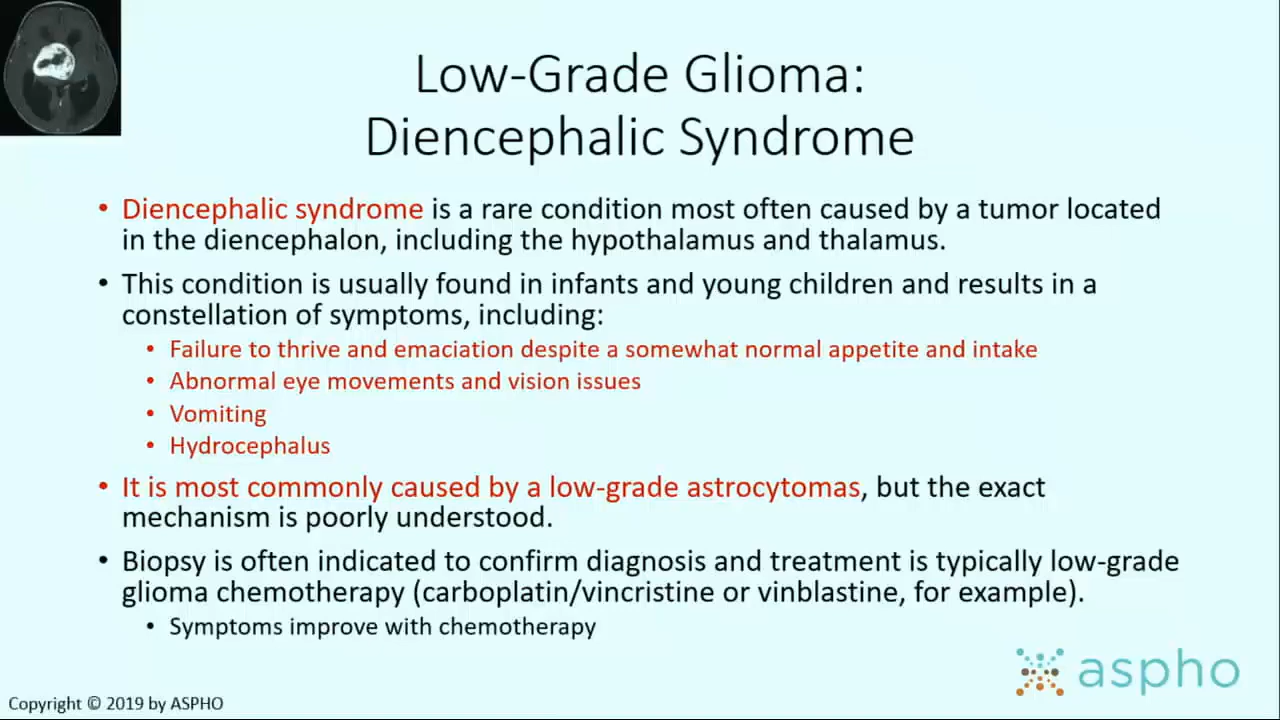 Low-Grade Glioma:
Diencephalic Syndrome
• Diencephalic syndrome is a rare condition most often caused by a tumor located
in the diencephalon, including the hypothalamus and thalamus.
• This condition is usually found in infants and young children and results in a
constellation of symptoms, including:
• Failure to thrive and emaciation despite a somewhat normal appetite and intake
• Abnormal eye movements and vision issues
• Vomiting
• Hydrocephalus
• It is most commonly caused by a low-grade astrocytomas, but the exact
mechanism is poorly understood.
• Biopsy is often indicated to confirm diagnosis and treatment is typically low-grade
glioma chemotherapy (carboplatin/vincristine or vinblastine, for example).
• Symptoms improve with chemotherapy
aspho
Copyright © 2019 by ASPHO